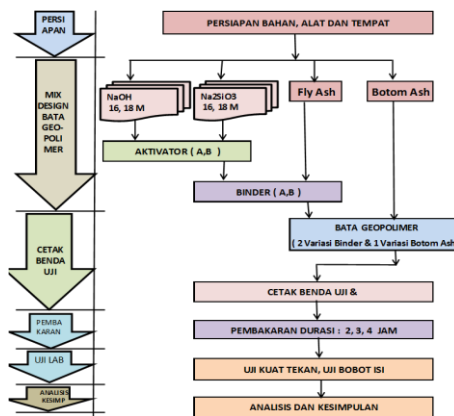 PERSI
APAN
PERSIAPAN BAHAN, ALAT DAN TEMPAT
MIX
DESIGN
BATA
GEO-
POLI
MER
NaOH
16, 18 M
Na2SiO3
16, 18 M
Fly Ash
Botom Ash
AKTIVATOR ( A,B )
BINDER ( A,B )
BATA GEOPOLIMER
( 2 Variasi Binder & 1 Variasi Botom Ash
CETAK
BENDA
UJI
CETAK BENDA UJI &
PEMBA
KARAN
PEMBAKARAN DURASI : 2, 3, 4 JAM
UJI LAB
UJI KUAT TEKAN, UJI BOBOT ISI
ANALISIS
KESIMP
ANALISIS DAN KESIMPULAN